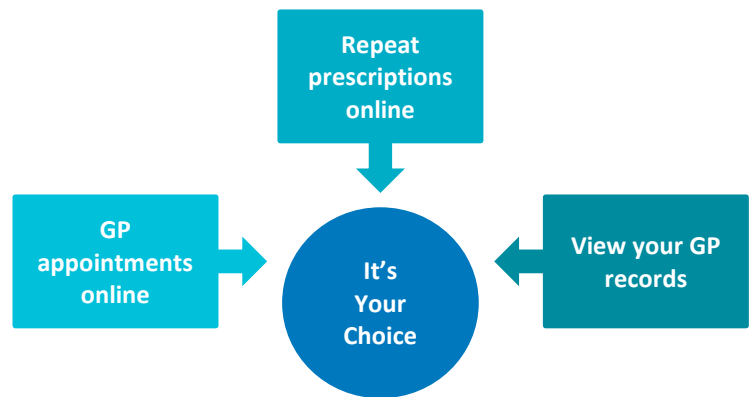 Repeat
prescriptions
online
GP
appointments
online
It’s
Your
Choice
View your GP
records